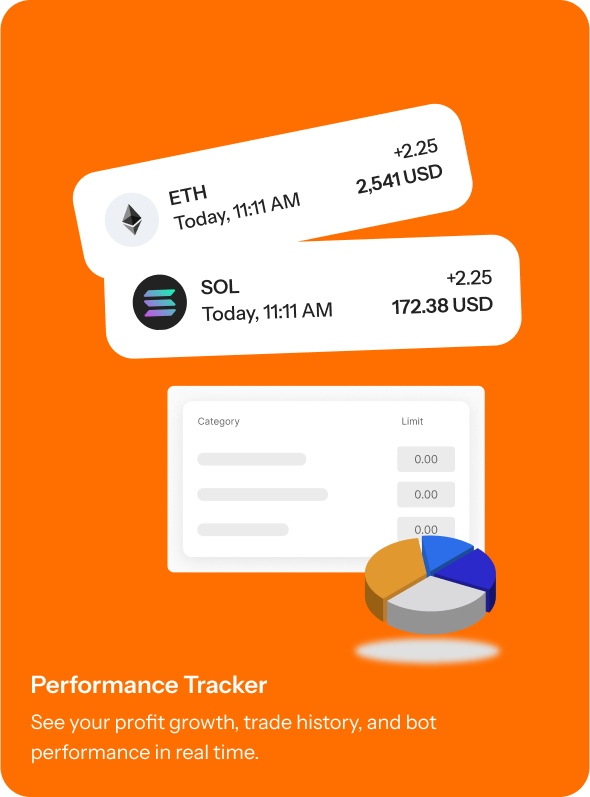 ETH
+2.25
Today, 11:11 AM
2,541 USD
SOL
+2.25
Today, 11:11 AM
172.38 USD
Category
Limit
0.00
0.00
0.00
Performance Tracker
See your profit growth, trade history, and bot
performance in real time.